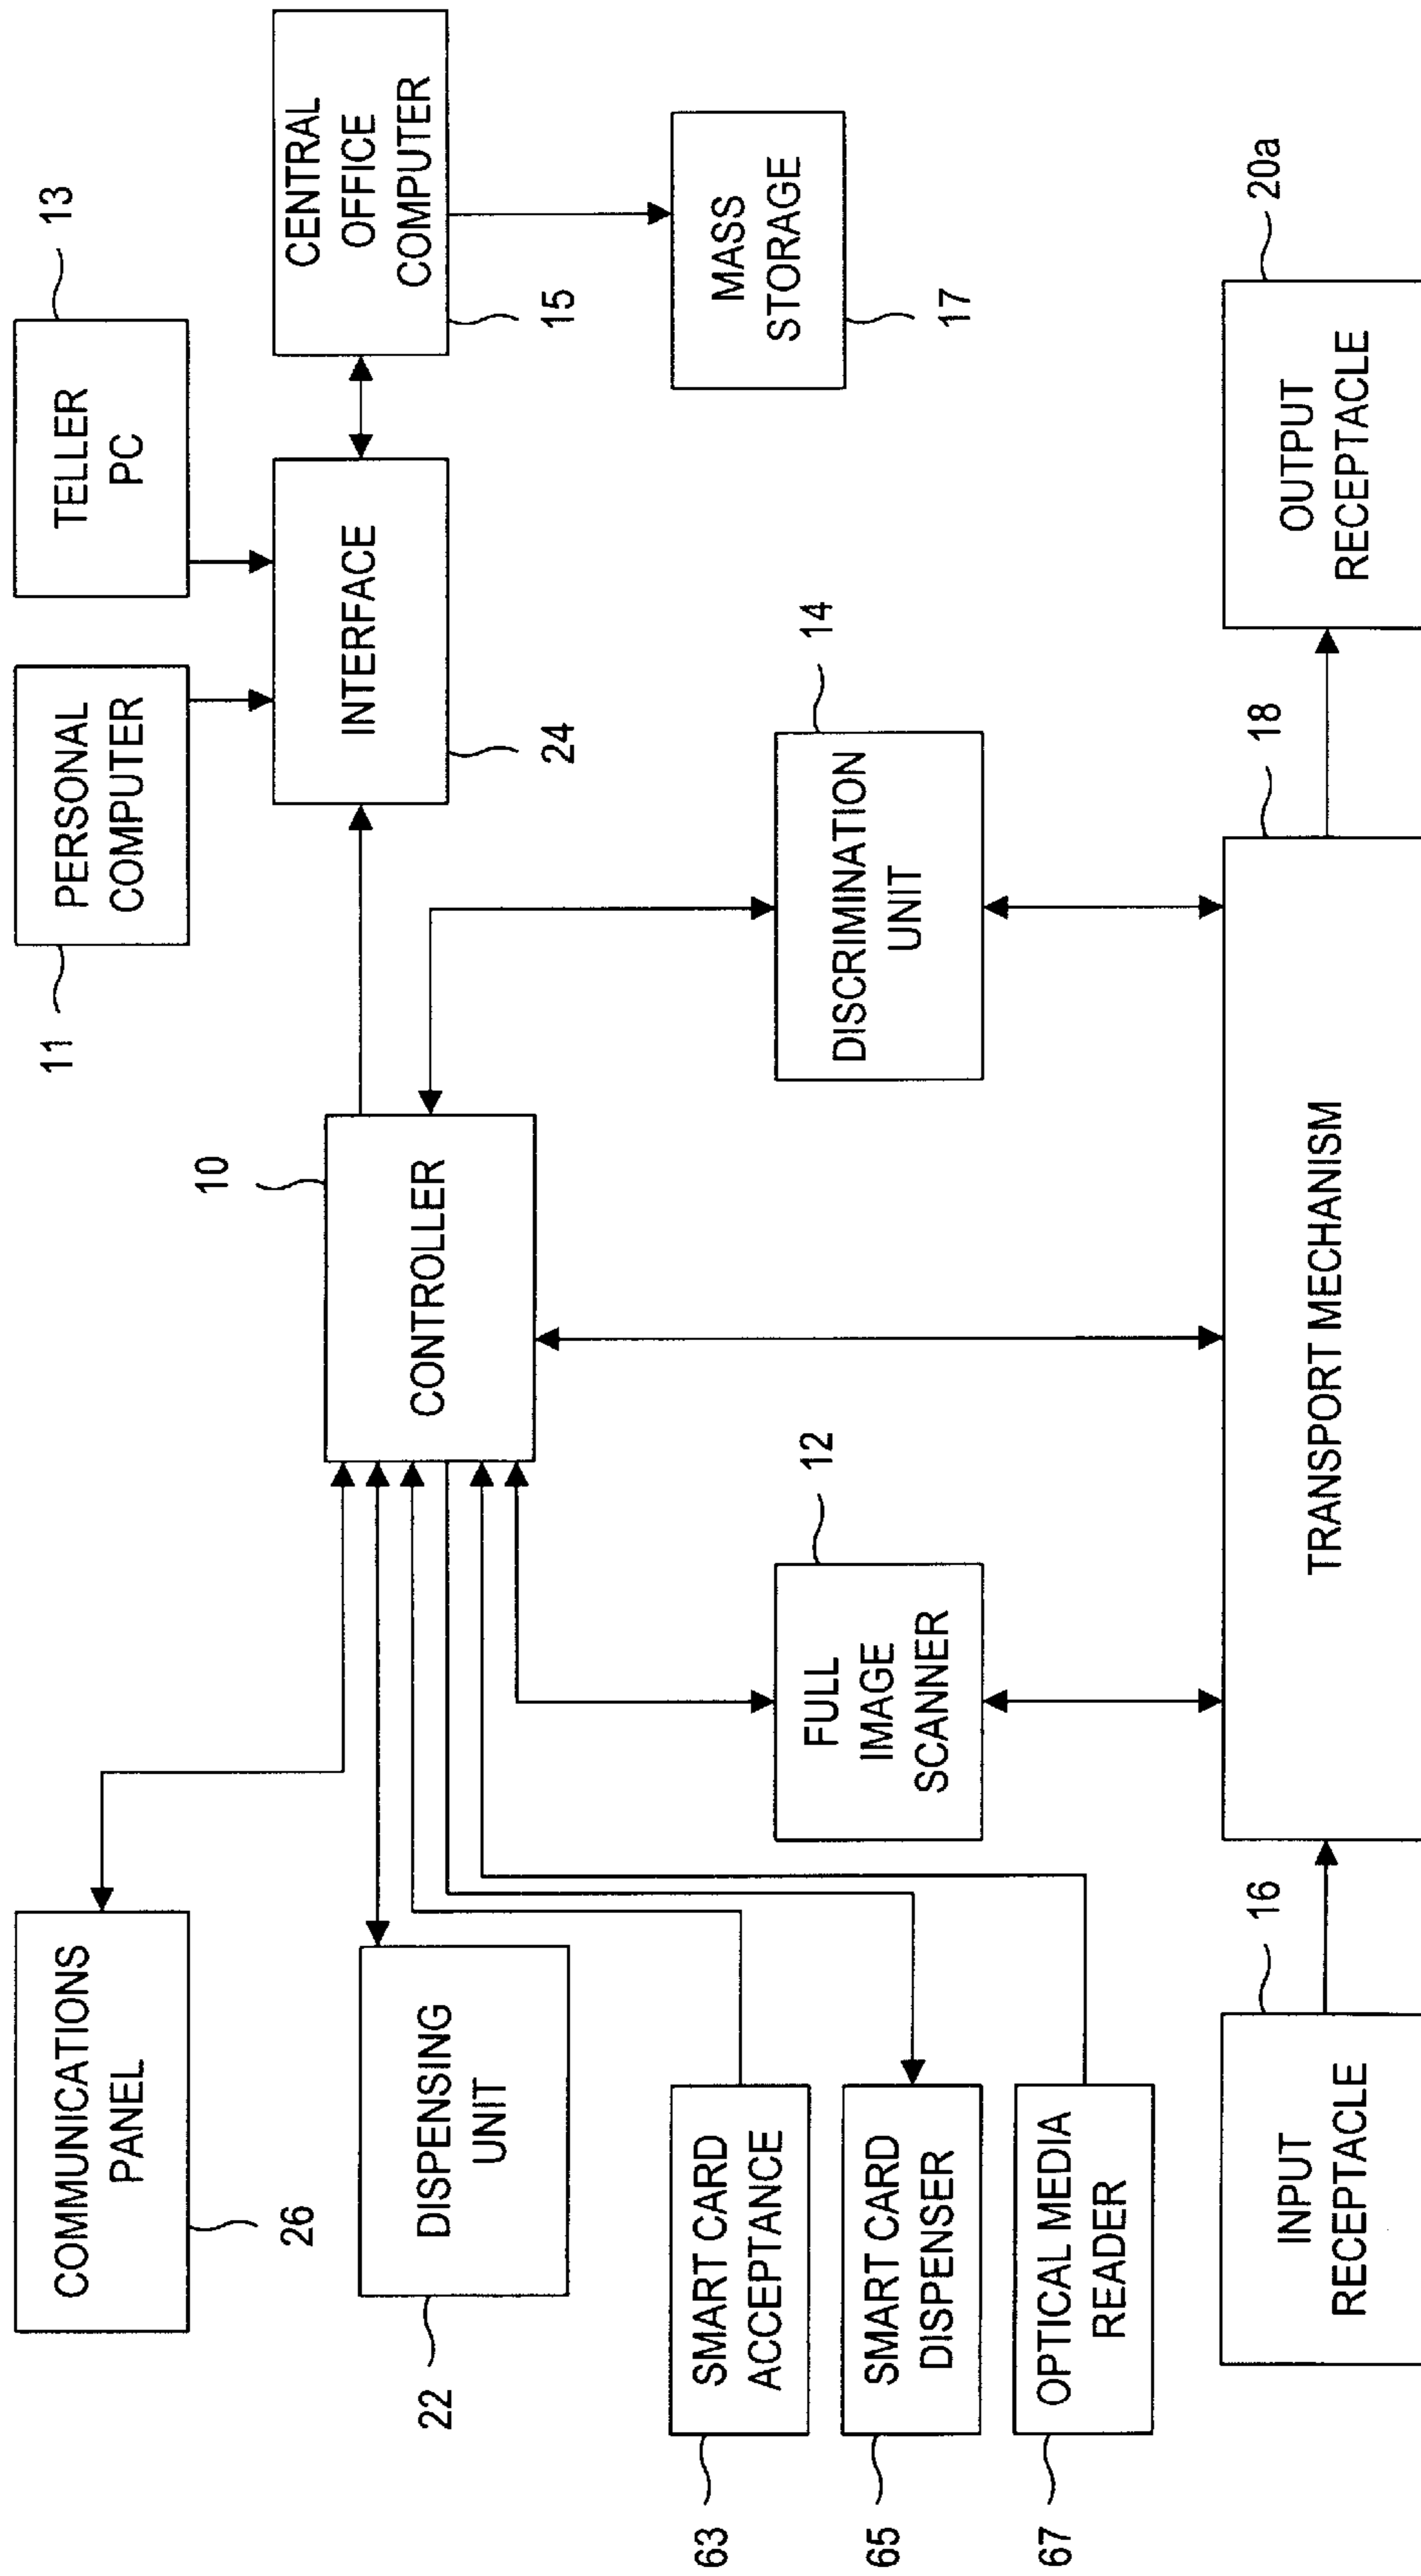 COMMUNICATIONS
PANEL
26
DISPENSING
UNIT
22
SMART CARD
ACCEPTANCE
63
SMART CARD
DISPENSER
65
OPTICAL MEDIA
READER
67
INPUT
RECEPTACLE
16
FULL
IMAGE
SCANNER
12
CONTROLLER
10
PERSONAL
COMPUTER
11
TELLER
PC
13
INTERFACE
24
CENTRAL
OFFICE
COMPUTER
15
MASS
STORAGE
17
DISCRIMINATION
UNIT
14
TRANSPORT MECHANISM
18
OUTPUT
RECEPTACLE
20a